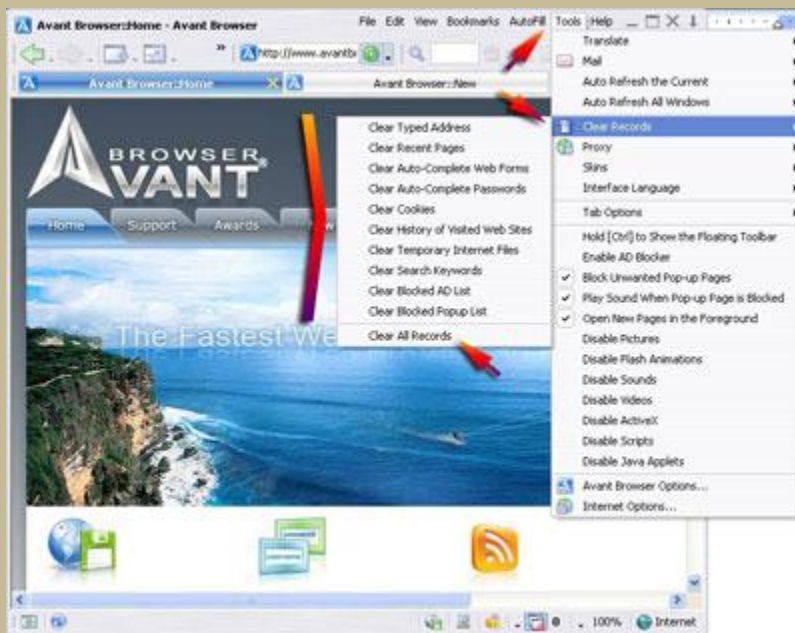 Avant Browser::Home - Avant Browser
File Edit View Bookmarks AutoFill Tools Help
http://www.avantb
Avant Browser::Home
Avant Browser::New
BROWSER
AVANT
Home Support Awards
The Fastest We
Clear Typed Address
Clear Recent Pages
Clear Auto-Complete Web Forms
Clear Auto-Complete Passwords
Clear Cookies
Clear History of Visited Web Sites
Clear Temporary Internet Files
Clear Search Keywords
Clear Blocked AD List
Clear Blocked Popup List
Clear All Records
Translate
Mail
Auto Refresh the Current
Auto Refresh All Windows
Clear Records
Proxy
Skins
Interface Language
Tab Options
Hold [Ctrl] to Show the Floating Toolbar
Enable AD Blocker
Block Unwanted Pop-up Pages
Play Sound When Pop-up Page is Blocked
Open New Pages in the Foreground
Disable Pictures
Disable Flash Animations
Disable Sounds
Disable Videos
Disable ActiveX
Disable Scripts
Disable Java Applets
Avant Browser Options...
Internet Options...
0
100%
Internet